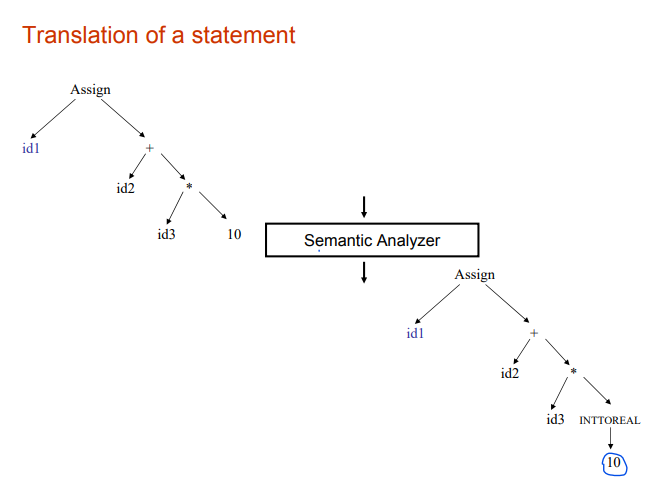 Translation of a statement
Assign
id1
+
id2
*
id3
10
Semantic Analyzer
Assign
id1
+
id2
*
id3
INTTOREAL
10